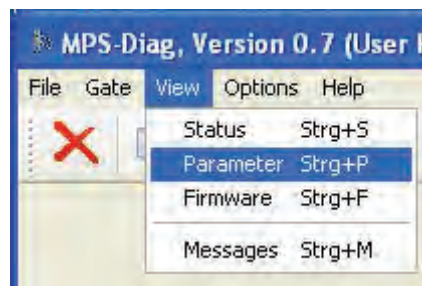 MPS-Diag, Version 0.7 (User
File Gate View Options Help
Status Strg+S
Parameter Strg+P
Firmware Strg+F
Messages Strg+M